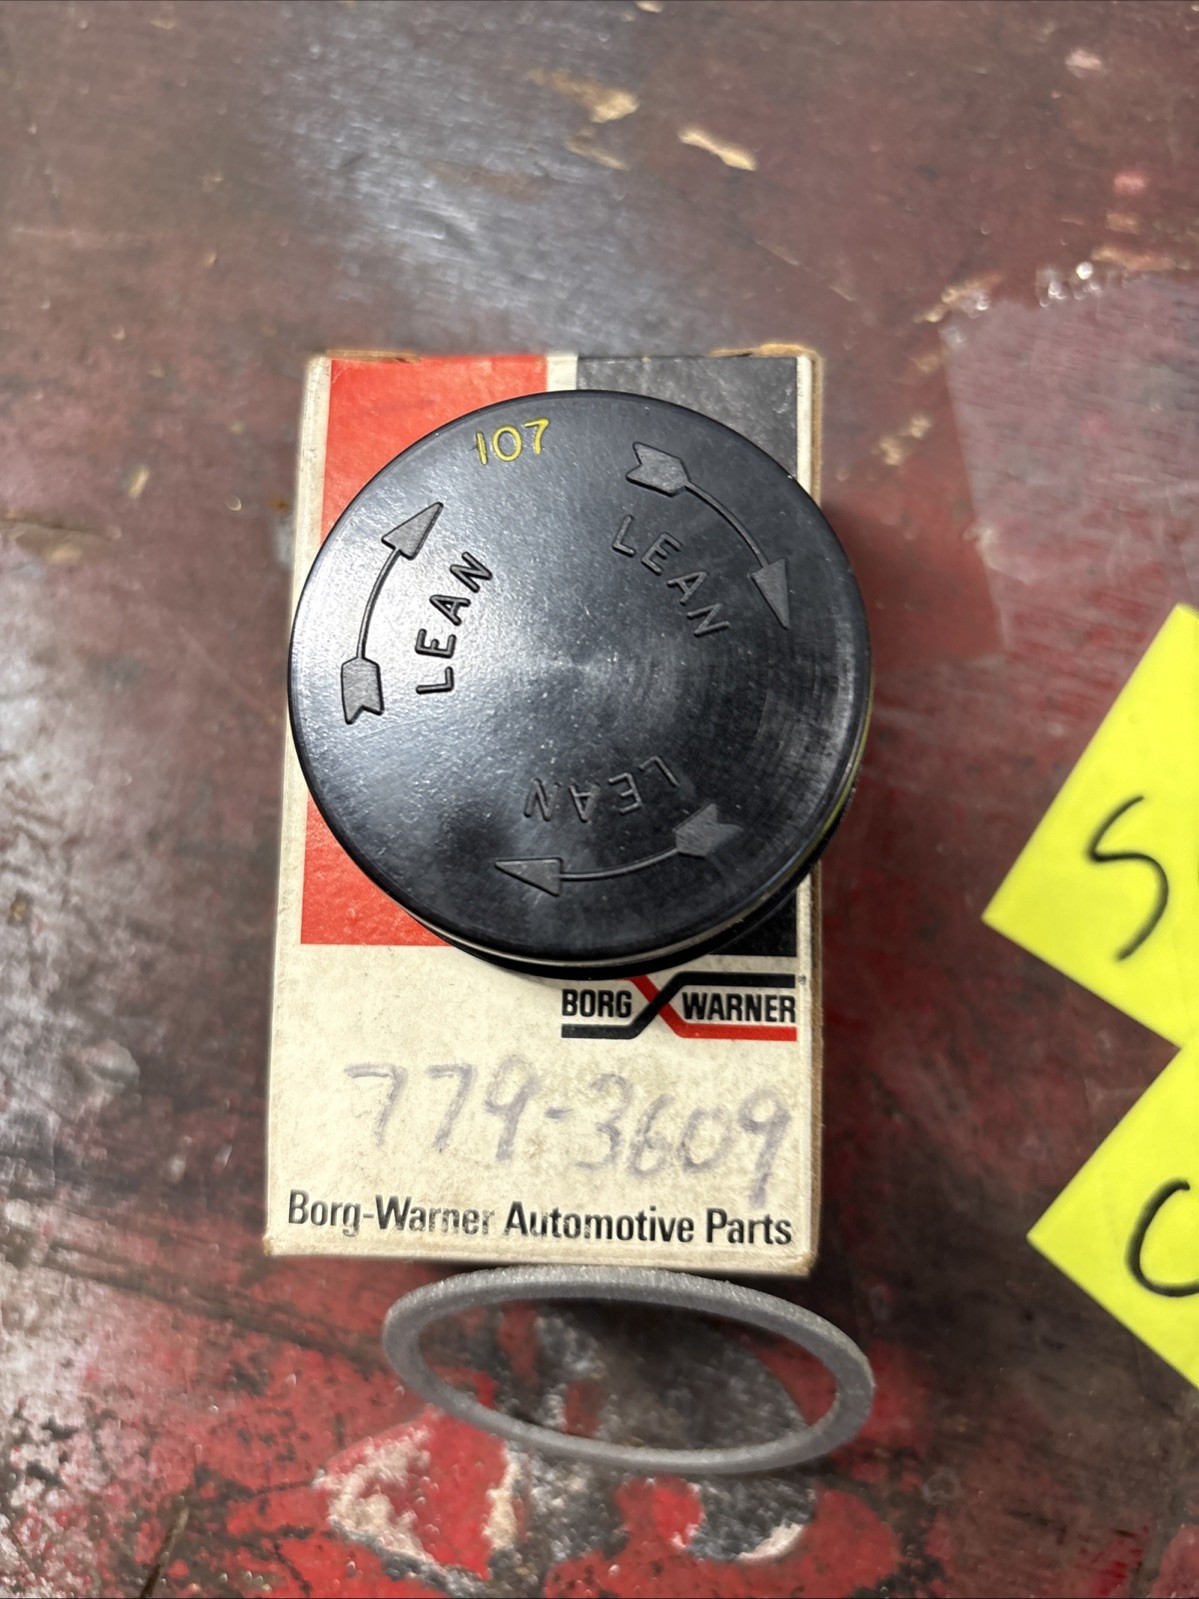 107
LEAN
LEAN
LEAN
BORG WARNER
779-3609
Borg-Warner Automotive Parts
S